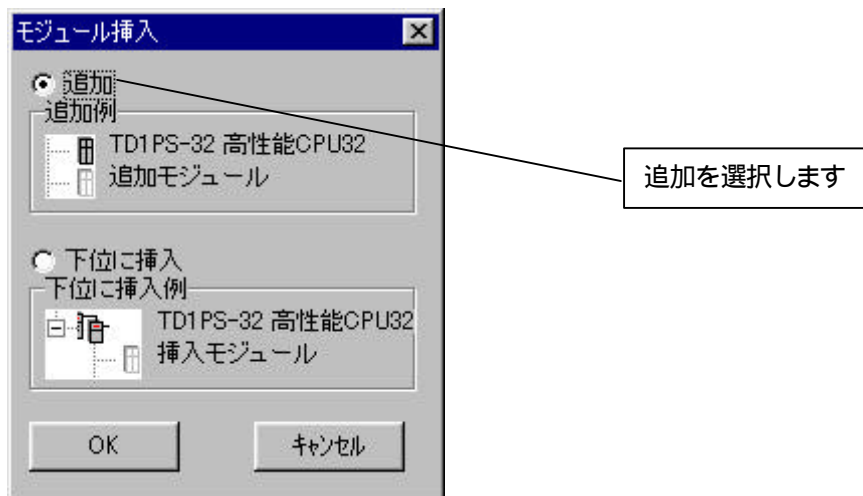 モジュール挿入
追加
追加例
TD1PS-32 高性能CPU32
追加モジュール
追加を選択します
下位に挿入
下位に挿入例
TD1PS-32 高性能CPU32
挿入モジュール
OK
ｷｬﾝｾﾙ